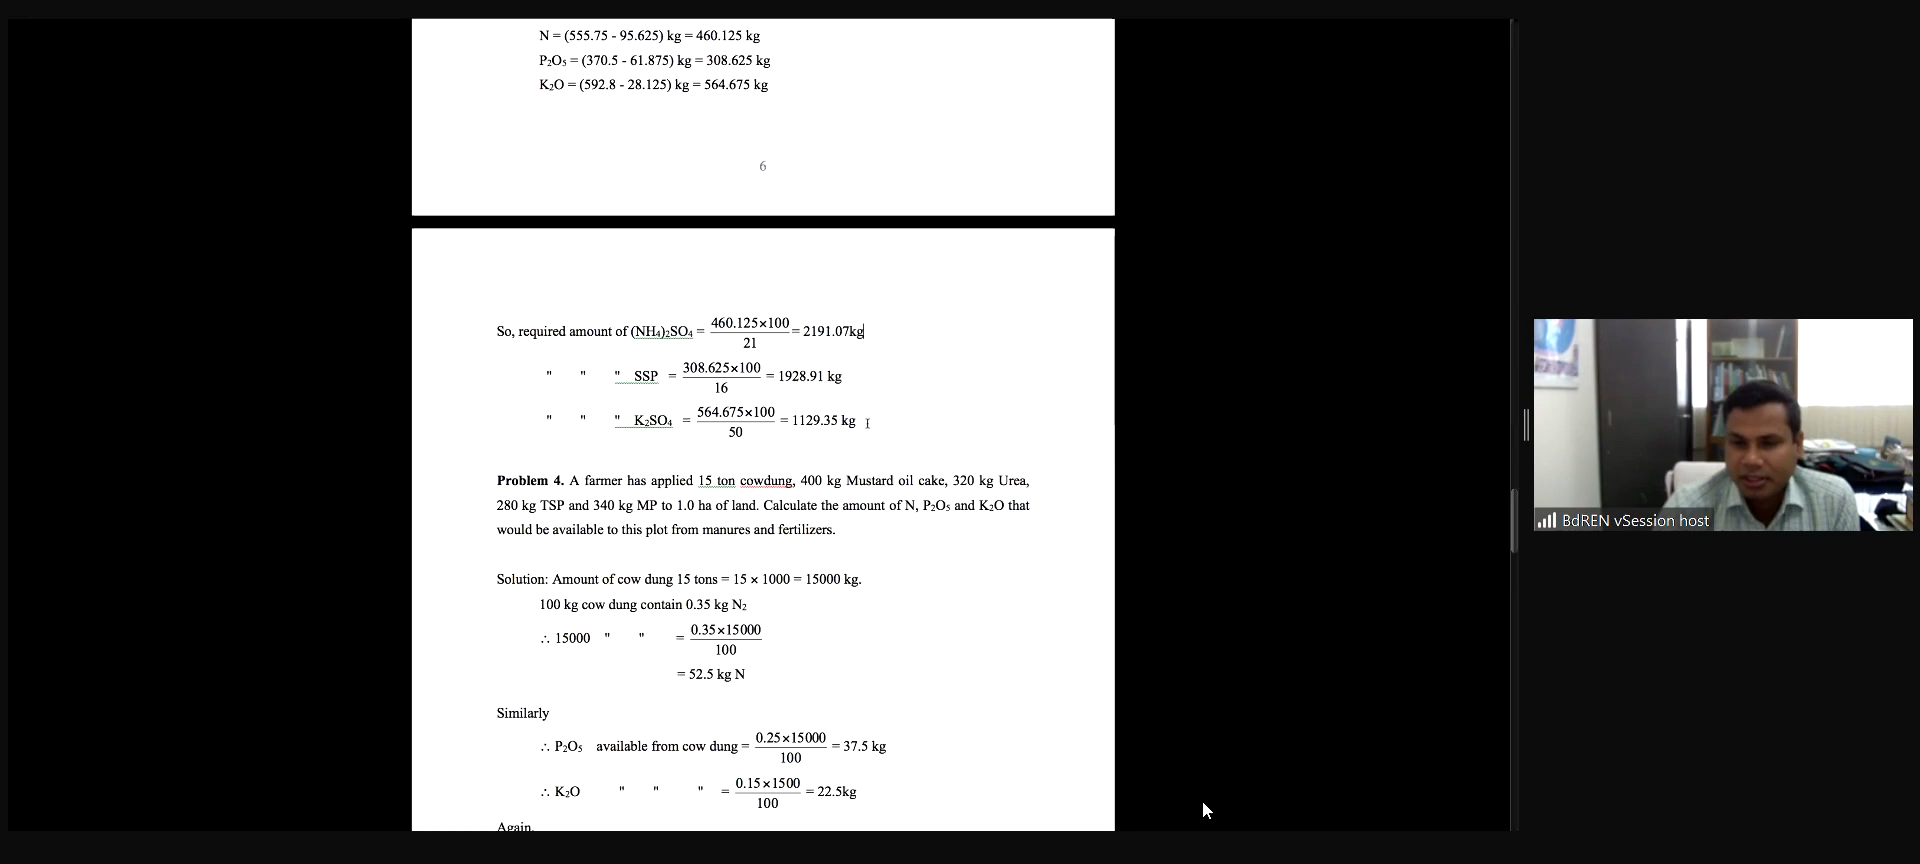 N = (555.75 - 95.625) kg = 460.125 kg
P₂O₅ = (370.5 - 61.875) kg = 308.625 kg
K₂O = (592.8 - 28.125) kg = 564.675 kg
6
So, required amount of (NH₄)₂SO₄ = 460.125×100/21 = 2191.07kg
" " " SSP = 308.625×100/16 = 1928.91 kg
" " " K₂SO₄ = 564.675×100/50 = 1129.35 kg
Problem 4. A farmer has applied 15 ton cowdung, 400 kg Mustard oil cake, 320 kg Urea,
280 kg TSP and 340 kg MP to 1.0 ha of land. Calculate the amount of N, P₂O₅ and K₂O that
would be available to this plot from manures and fertilizers.
Solution: Amount of cow dung 15 tons = 15 × 1000 = 15000 kg.
100 kg cow dung contain 0.35 kg N₂
∴ 15000 " " = 0.35×15000/100
= 52.5 kg N
Similarly
∴ P₂O₅ available from cow dung = 0.25×15000/100 = 37.5 kg
∴ K₂O " " " = 0.15×1500/100 = 22.5kg
Again,
BdREN vSession host